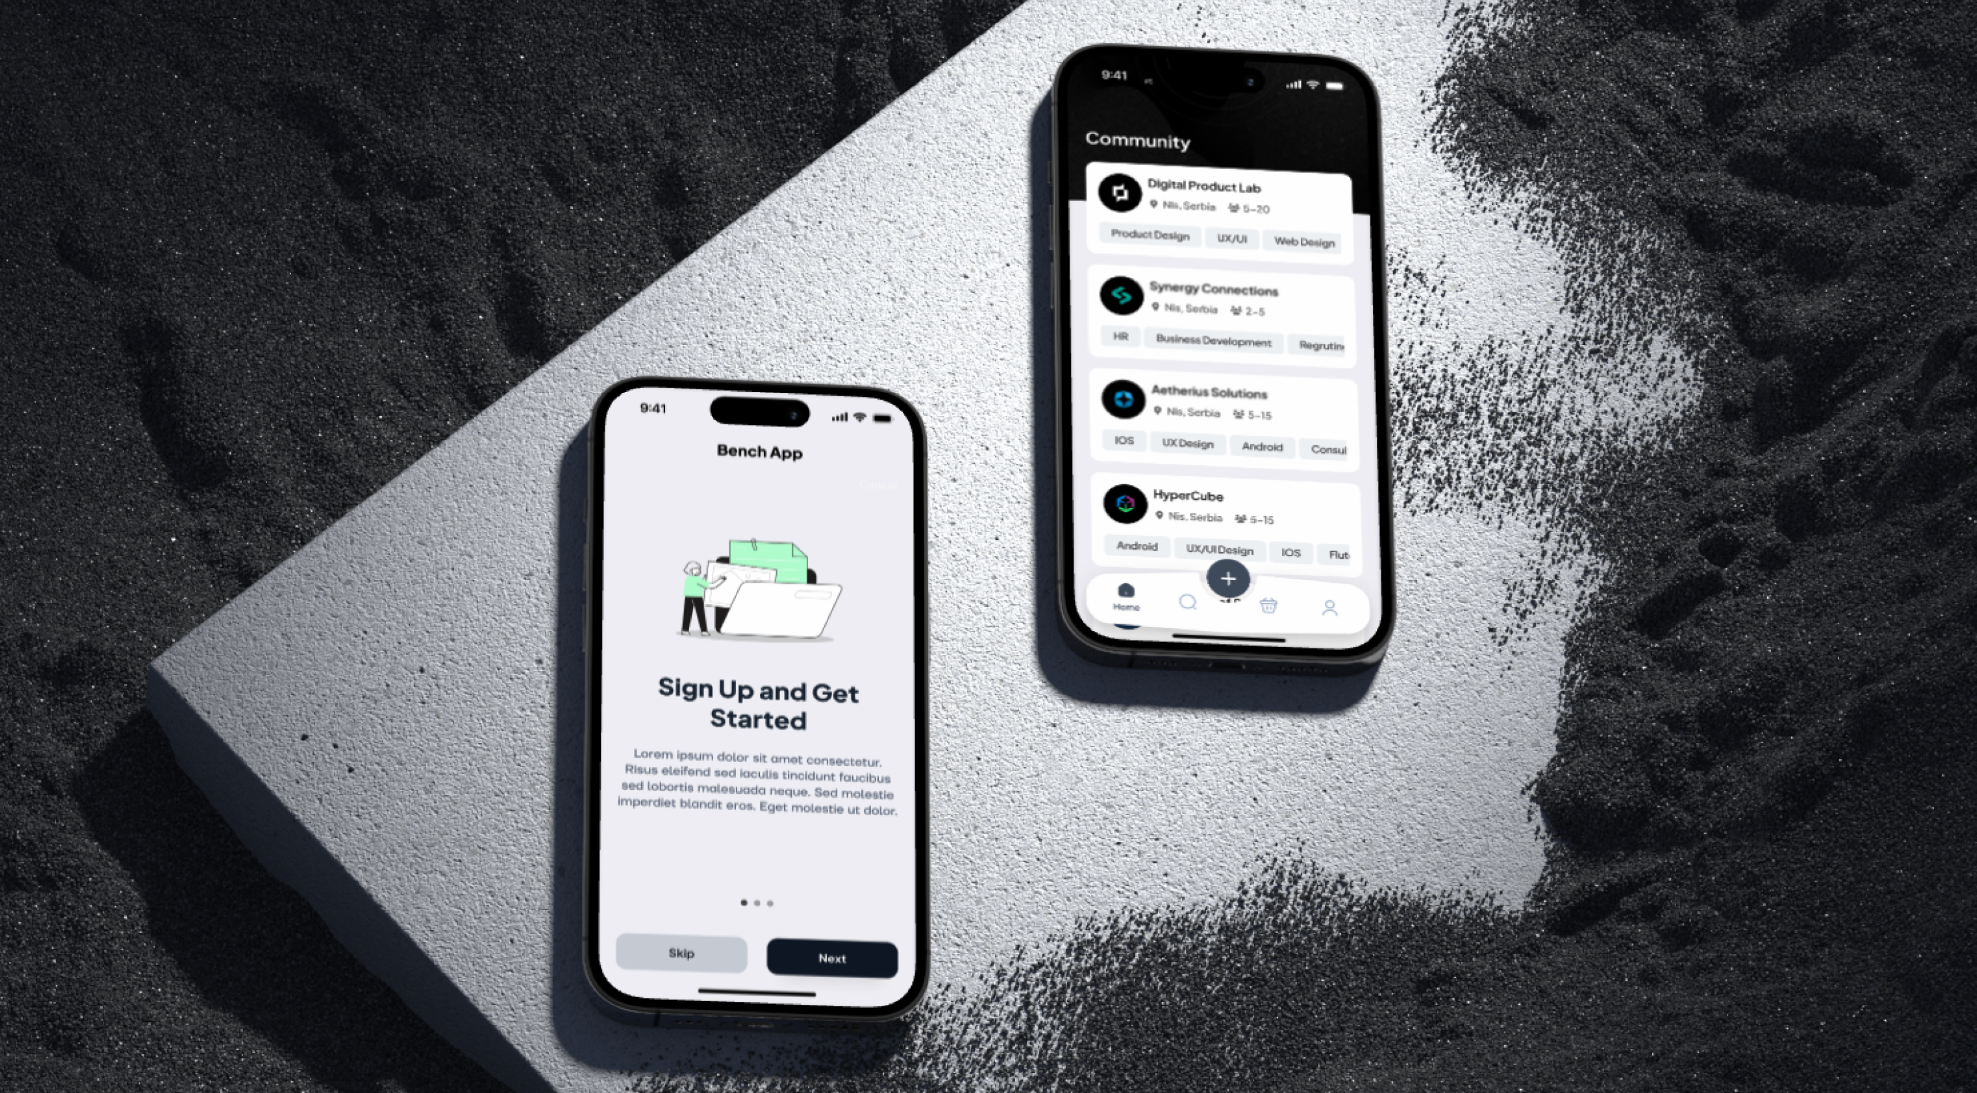 9:41
Bench App
Sign Up and Get
Started
Lorem ipsum dolor sit amet consectetur.
Risus eleifend sed iaculis tincidunt faucibus
sed lobortis malesuada neque. Sed molestie
imperdiet blandit eros. Eget molestie ut dolor.
Skip
Next
9:41
Community
Digital Product Lab
Nis, Serbia 5-20
Product Design UX/UI Web Design
Synergy Connections
Nis, Serbia 2-5
HR Business Development Regrutin
Aetherius Solutions
Nis, Serbia 5-15
IOS UX Design Android Consul
HyperCube
Nis, Serbia 5-15
Android UX/UI Design IOS Flut
Home